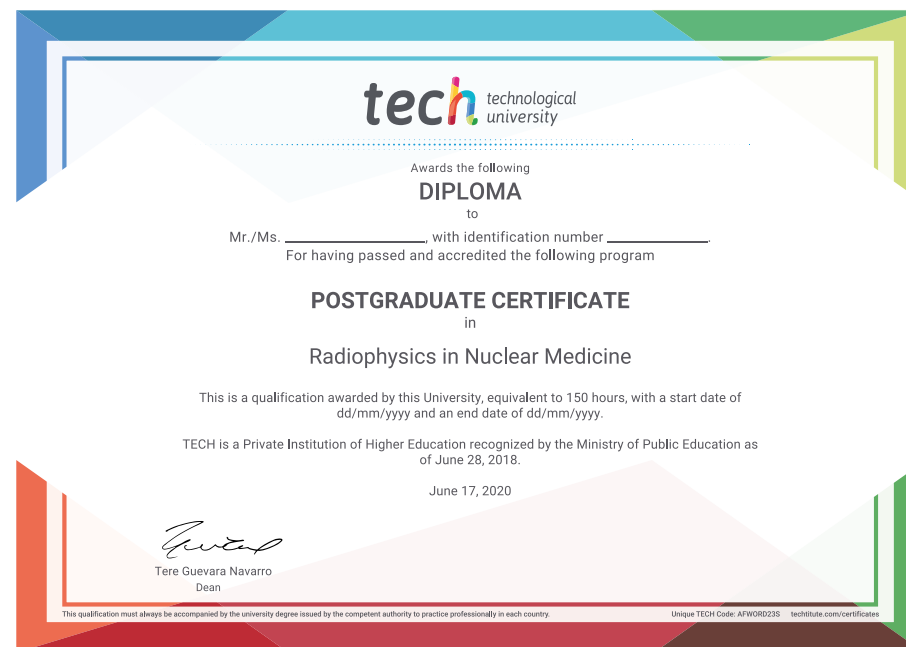 tech technological
university
Awards the following
DIPLOMA
to
Mr./Ms. ____________________, with identification number ______________.
For having passed and accredited the following program
POSTGRADUATE CERTIFICATE
in
Radiophysics in Nuclear Medicine
This is a qualification awarded by this University, equivalent to 150 hours, with a start date of
dd/mm/yyyy and an end date of dd/mm/yyyy.
TECH is a Private Institution of Higher Education recognized by the Ministry of Public Education as
of June 28, 2018.
June 17, 2020
Tere Guevara Navarro
Dean
This qualification must always be accompanied by the university degree issued by the competent authority to practice professionally in each country.
Unique TECH Code: AFWORD23S techtitute.com/certificates